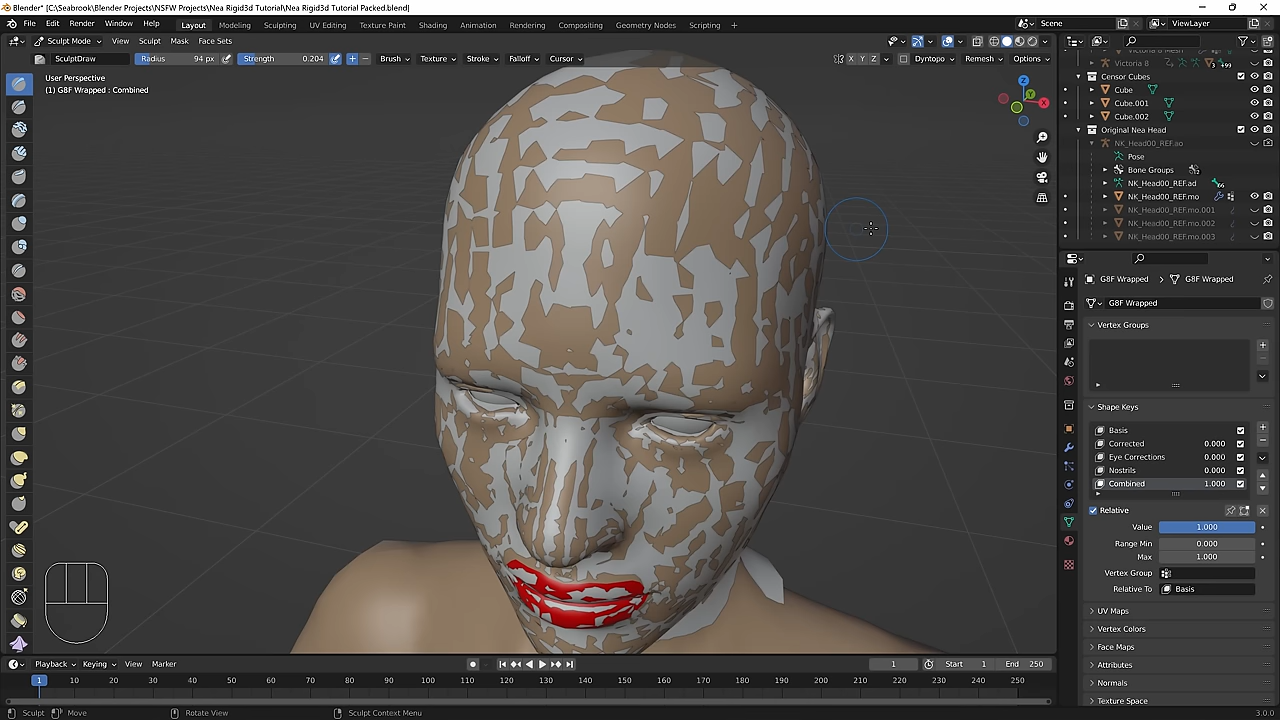 Blender* [C:\Seabrook\Blender Projects\NSFW Projects\Nea Rigid3d Tutorial\Nea Rigid3d Tutorial Packed.blend]
File Edit Render Window Help Layout Modeling Sculpting UV Editing Texture Paint Shading Animation Rendering Compositing Geometry Nodes Scripting + Scene ViewLayer
Sculpt Mode View Sculpt Mask Face Sets
SculptDraw Radius 94 px Strength 0.204 Brush Texture Stroke Falloff Cursor X Y Z Dyntopo Remesh Options
User Perspective
(1) G8F Wrapped : Combined
Z
Y
X
Victoria 8
Censor Cubes
Cube
Cube.001
Cube.002
Original Nea Head
NK_Head00_REF.ao
Pose
Bone Groups
NK_Head00_REF.ad
NK_Head00_REF.mo
NK_Head00_REF.mo.001
NK_Head00_REF.mo.002
NK_Head00_REF.mo.003
G8F Wrapped G8F Wrapped
G8F Wrapped
Vertex Groups
Shape Keys
Basis
Corrected 0.000
Eye Corrections 0.000
Nostrils 0.000
Combined 1.000
Relative
Value 1.000
Range Min 0.000
Max 1.000
Vertex Group
Relative To Basis
UV Maps
Vertex Colors
Face Maps
Attributes
Normals
Texture Space
Playback Keying View Marker 1 Start 1 End 250
1 10 20 30 40 50 60 70 80 90 100 110 120 130 140 150 160 170 180 190 200 210 220 230 240 250
Sculpt Move Rotate View Sculpt Context Menu 3.0.0